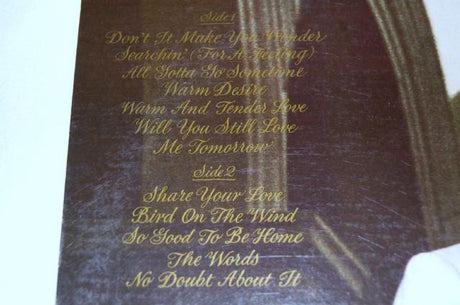 Side 1
Don't It Make You Wonder
Searchin' (For A Feeling)
All Gotta Go Sometime
Warm Desire
Warm And Tender Love
Will You Still Love
Me Tomorrow
Side 2
Share Your Love
Bird On The Wind
So Good To Be Home
The Words
No Doubt About It